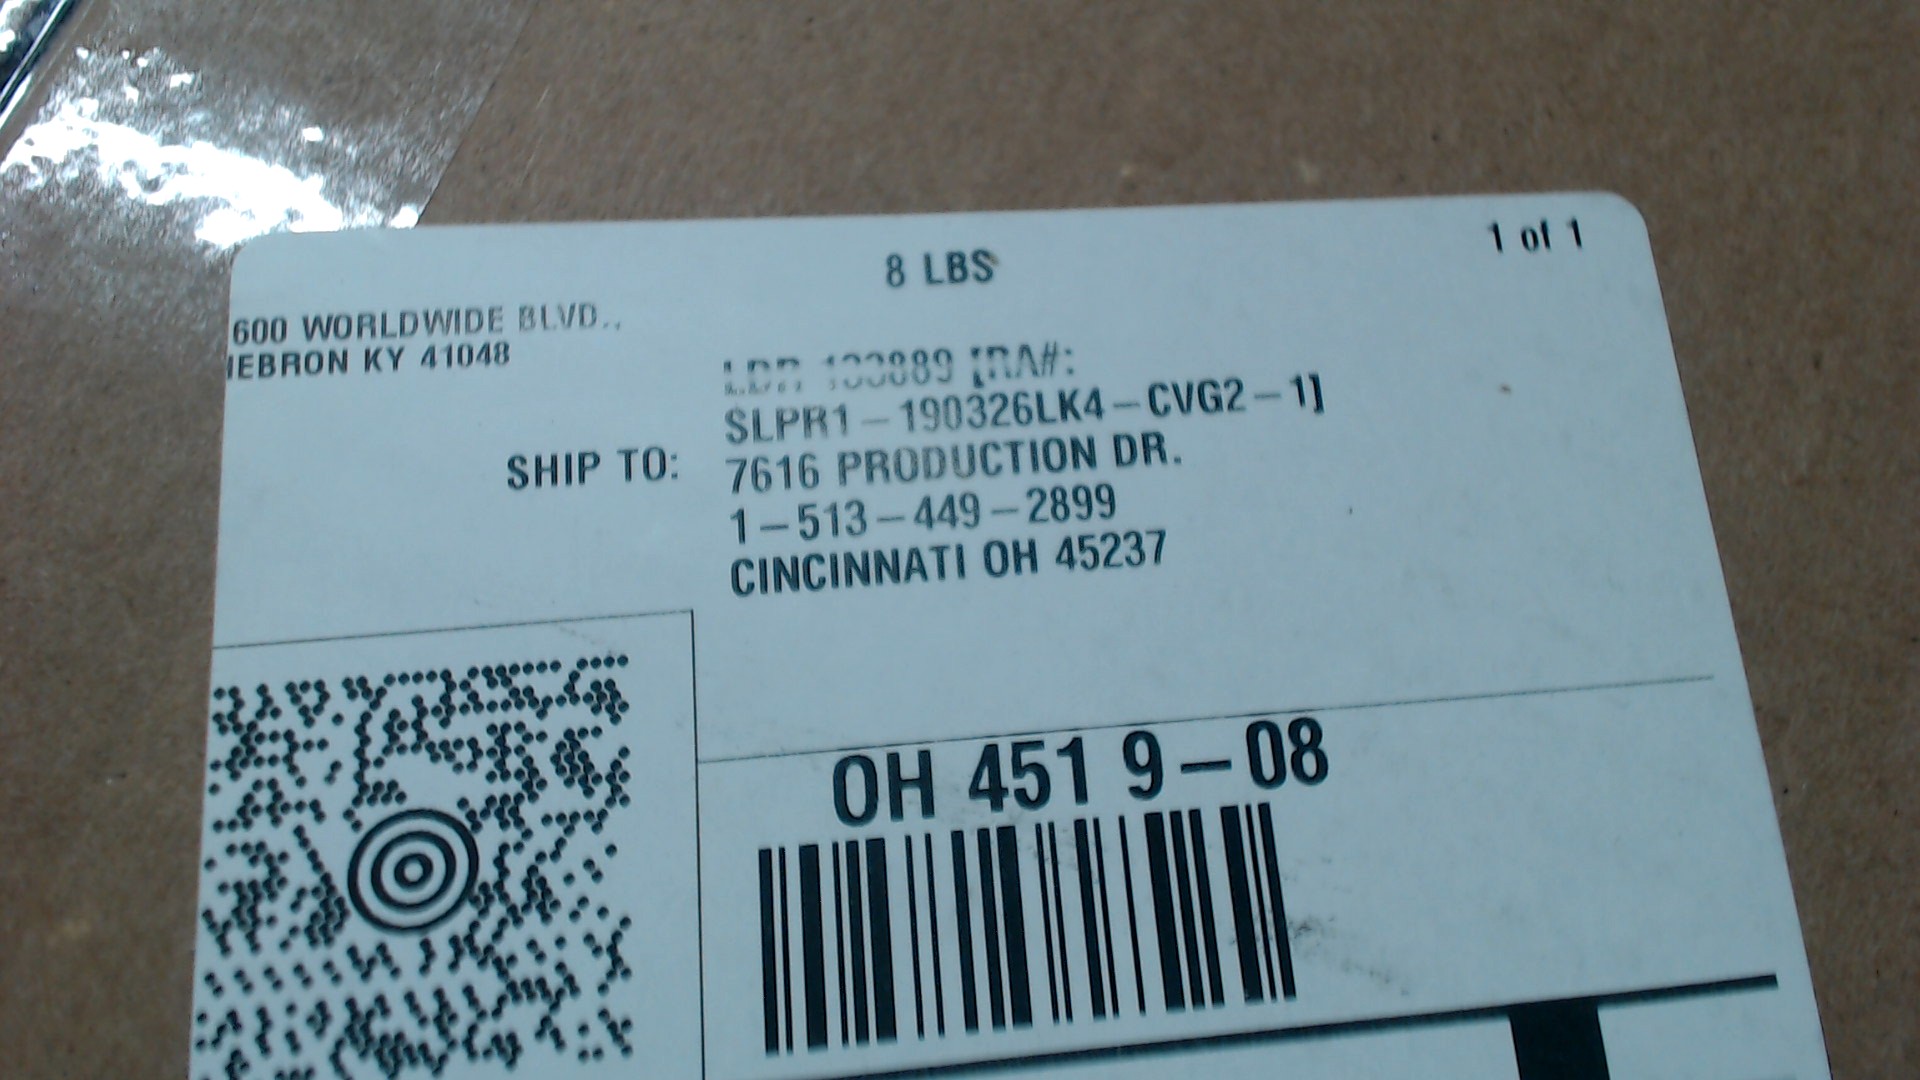 8 LBS
1 of 1
600 WORLDWIDE BLVD.,
HEBRON KY 41048
889 [RA#:
SLPR1-190326LK4-CVG2-1]
SHIP TO: 7616 PRODUCTION DR.
1-513-449-2899
CINCINNATI OH 45237
OH 451 9-08